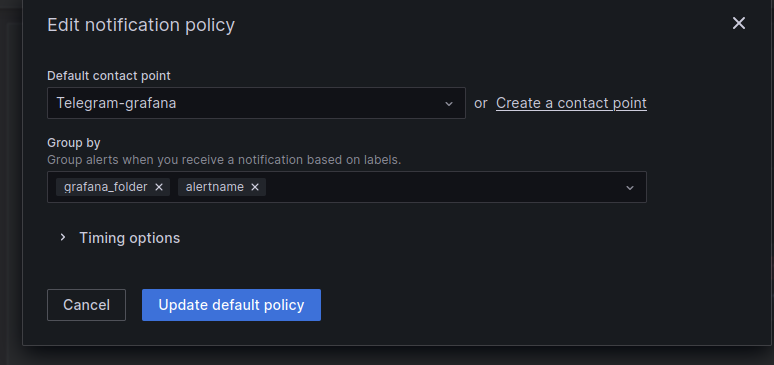 Edit notification policy
Default contact point
Telegram-grafana or Create a contact point
Group by
Group alerts when you receive a notification based on labels.
grafana_folder alertname
Timing options
Cancel Update default policy